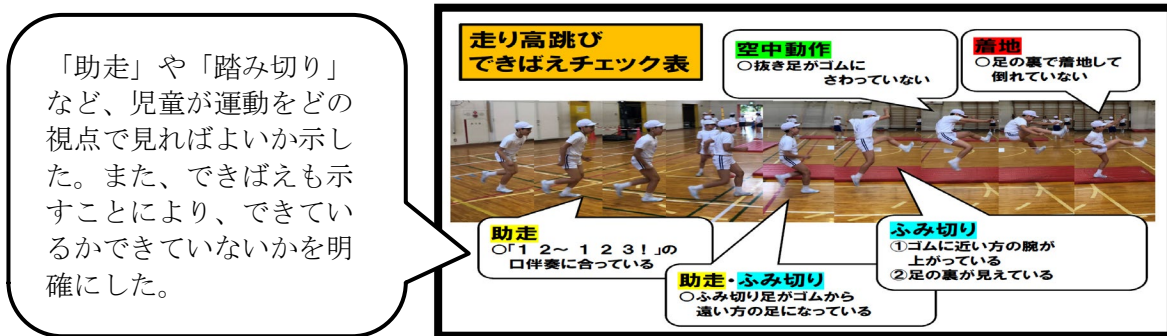 「助走」や「踏み切り」
など、児童が運動をどの
視点で見ればよいか示し
た。また、できばえも示
すことにより、できてい
るかできていないかを明
確にした。
走り高跳び
できばえチェック表
空中動作
○抜き足がゴムに
さわっていない
着地
○足の裏で着地して
倒れていない
助走
○「1 2～ 1 2 3！」の
口伴奏に合っている
助走・ふみ切り
○ふみ切り足がゴムから
遠い方の足になっている
ふみ切り
①ゴムに近い方の腕が
上がっている
②足の裏が見えている